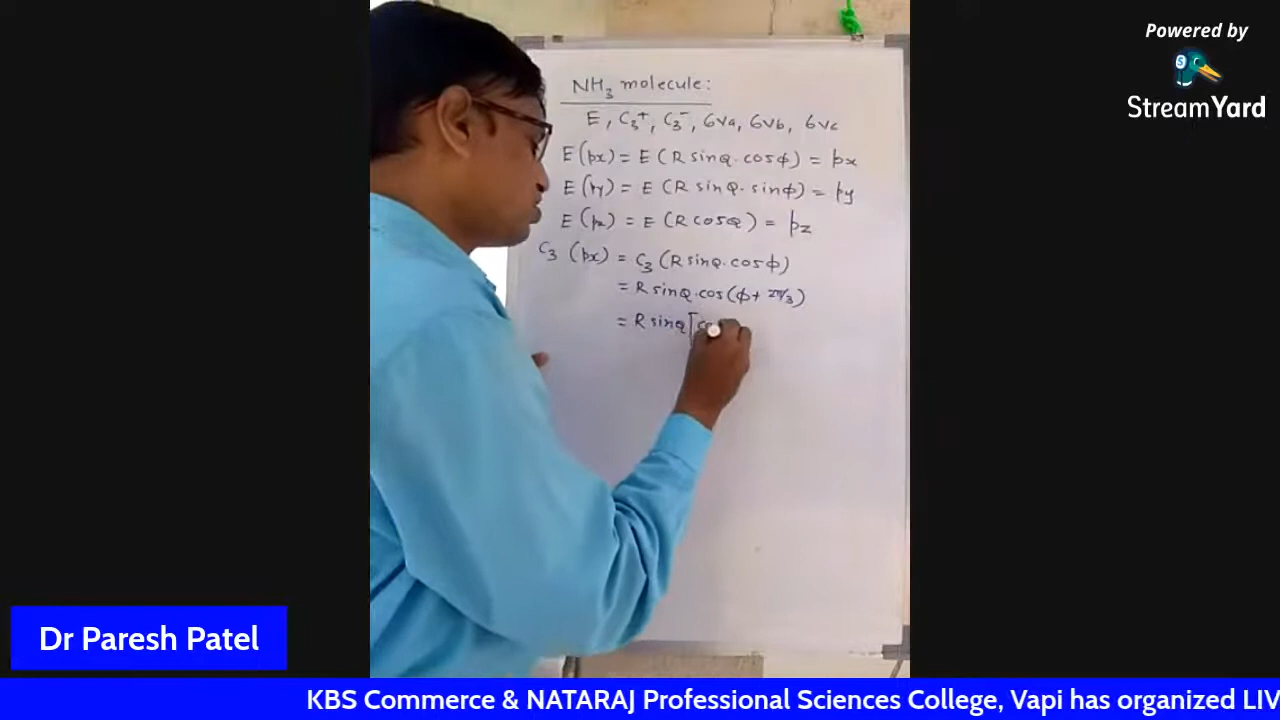 Powered by
StreamYard
NH₃ molecule:
E, C₃⁺, C₃⁻, σva, σvb, σvc
E(px) = E(R sinθ. cosϕ) = px
E(py) = E(R sinθ. sinϕ) = py
E(pz) = E(R cosθ) = pz
C₃(px) = C₃(R sinθ. cosϕ)
= R sinθ. cos(ϕ + 2π/3)
= R sinθ [co
Dr Paresh Patel
KBS Commerce & NATARAJ Professional Sciences College, Vapi has organized LIV